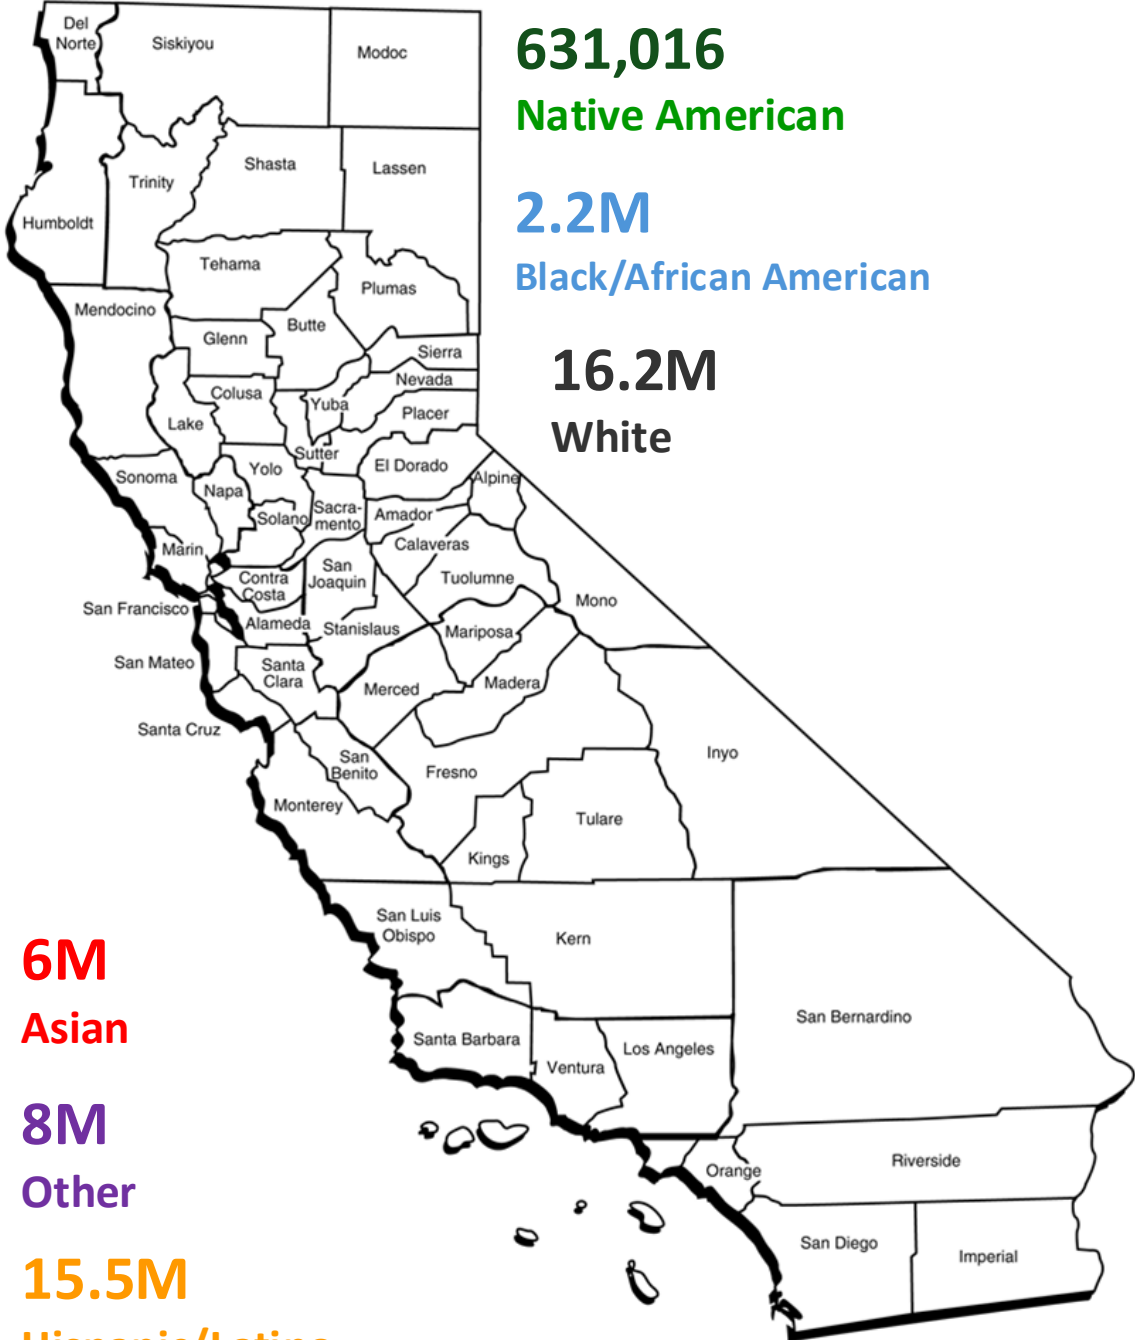 Del
Norte
Siskiyou
Modoc
631,016
Native American
Shasta
Lassen
Trinity
Humboldt
2.2M
Black/African American
Tehama
Plumas
Mendocino
Butte
Glenn
Sierra
Nevada
16.2M
White
Colusa
Yuba
Placer
Lake
Sutter
El Dorado
Yolo
Sonoma
Alpine
Napa
Solano
Sacra-
mento
Amador
Calaveras
Marin
San
Joaquin
Contra
Costa
Tuolumne
Mono
San Francisco
Alameda
Stanislaus
Mariposa
San Mateo
Santa
Clara
Merced
Madera
Santa Cruz
San
Benito
Fresno
Inyo
Monterey
Tulare
Kings
San Luis
Obispo
Kern
6M
Asian
San Bernardino
Santa Barbara
Los Angeles
Ventura
8M
Other
Orange
Riverside
San Diego
Imperial
15.5M
Hispanic/Latino